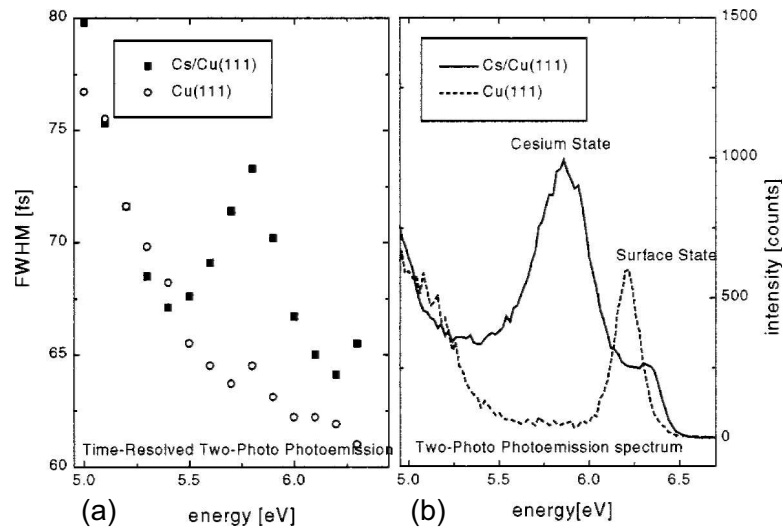 80
75
70
65
60
FWHM [fs]
Cs/Cu(111)
Cu(111)
Time-Resolved Two-Photo Photoemission
5.0 5.5 6.0
(a) energy [eV]
Cs/Cu(111)
Cu(111)
Cesium State
Surface State
Two-Photo Photoemission spectrum
1500
1000
500
0
intensity [counts]
5.0 5.5 6.0 6.5
(b) energy[eV]